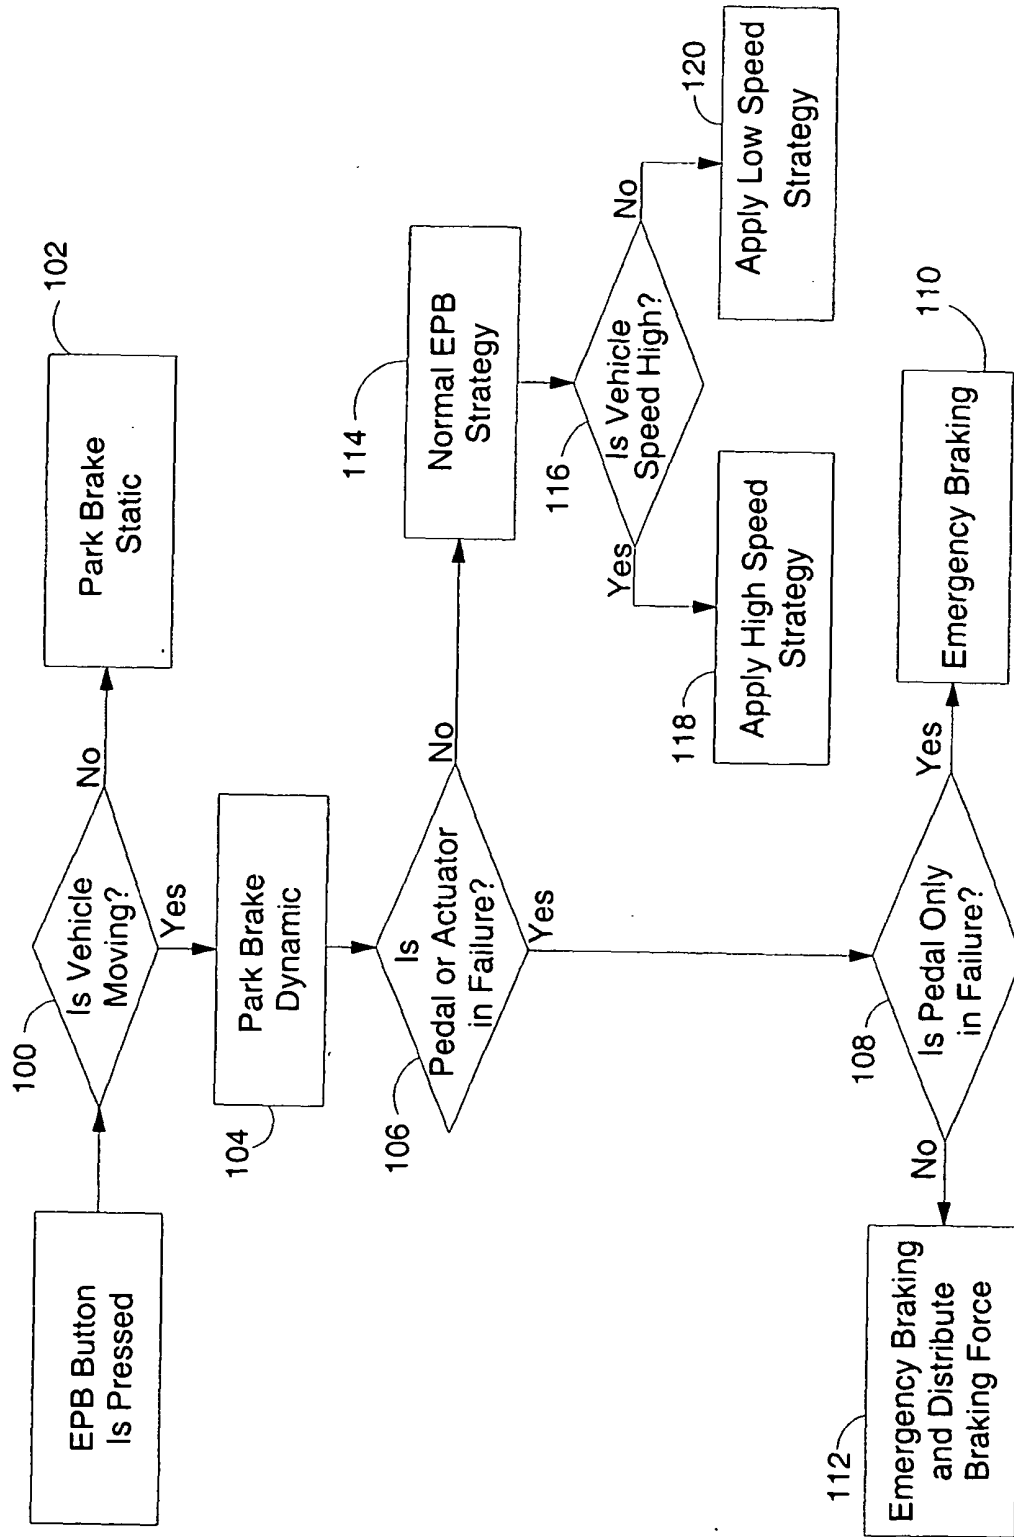 EPB Button
Is Pressed
100
Is Vehicle
Moving?
No
Yes
102
Park Brake
Static
104
Park Brake
Dynamic
106
Is
Pedal or Actuator
in Failure?
No
Yes
114
Normal EPB
Strategy
116
Is Vehicle
Speed High?
Yes
No
118
Apply High Speed
Strategy
120
Apply Low Speed
Strategy
108
Is Pedal Only
in Failure?
No
Yes
112
Emergency Braking
and Distribute
Braking Force
110
Emergency Braking